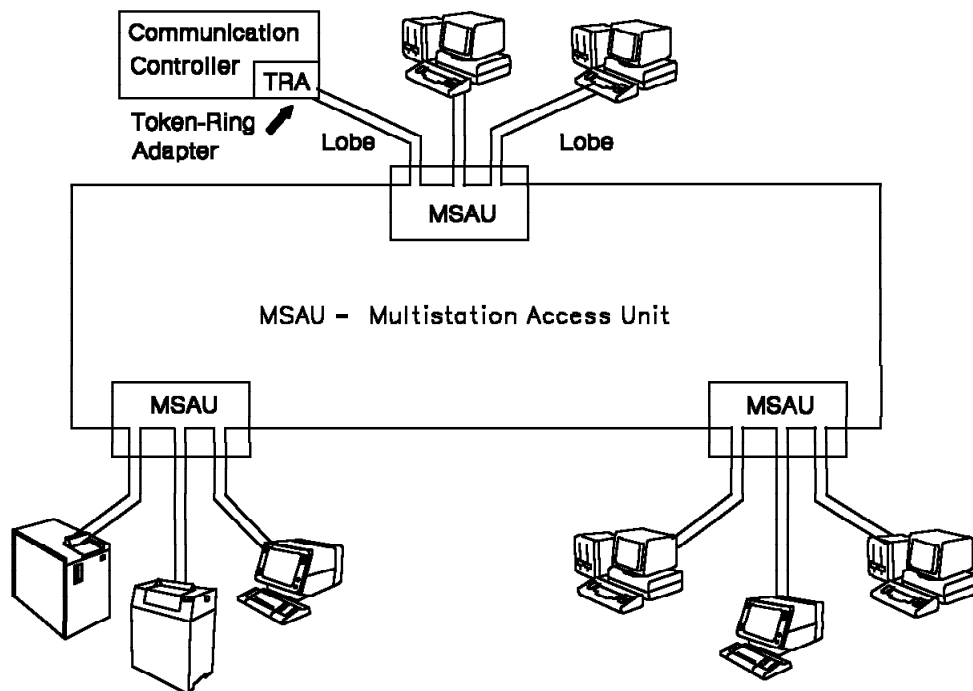 Communication
Controller
TRA
Token-Ring
Adapter
Lobe
Lobe
MSAU
MSAU - Multistation Access Unit
MSAU
MSAU